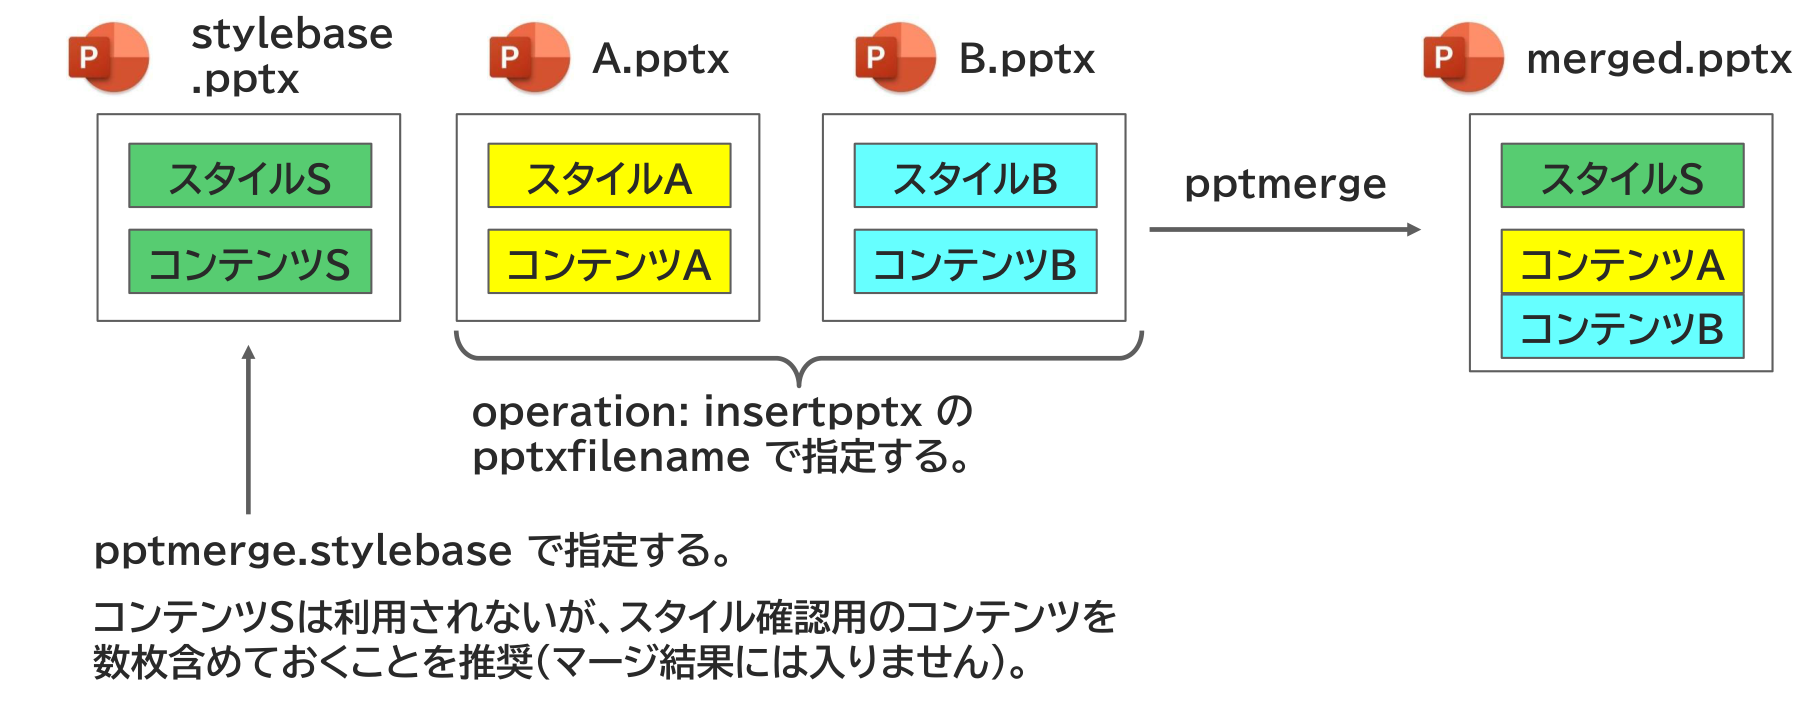 stylebase
.pptx
A.pptx
B.pptx
merged.pptx
スタイルS
コンテンツS
スタイルA
コンテンツA
スタイルB
コンテンツB
pptmerge
スタイルS
コンテンツA
コンテンツB
operation: insertpptx の
pptxfilename で指定する。
pptmerge.stylebase で指定する。
コンテンツSは利用されないが、スタイル確認用のコンテンツを
数枚含めておくことを推奨(マージ結果には入りません)。
P
P
P
P